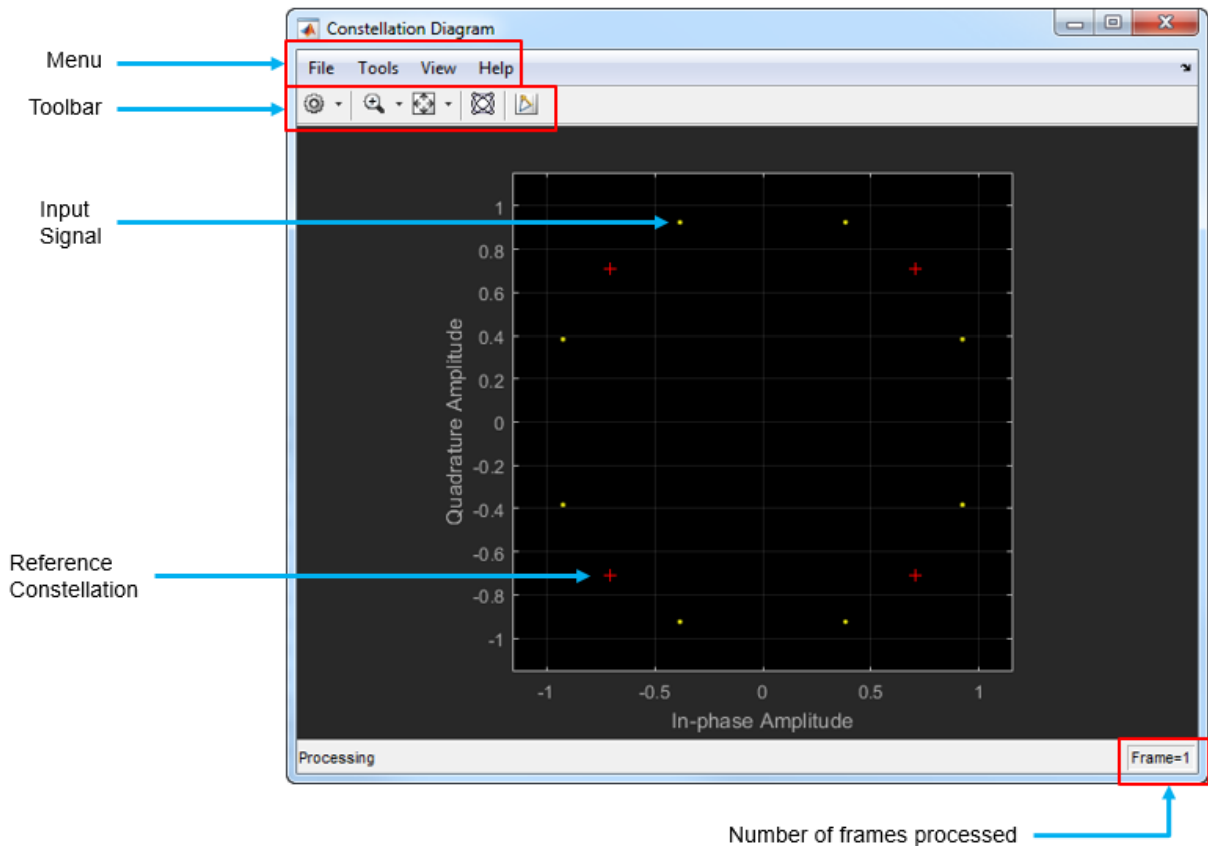 Constellation Diagram
Menu
File Tools View Help
Toolbar
Input
Signal
1
0.8
0.6
0.4
0.2
0
-0.2
-0.4
-0.6
-0.8
-1
Quadrature Amplitude
Reference
Constellation
-1 -0.5 0 0.5 1
In-phase Amplitude
Processing
Frame=1
Number of frames processed